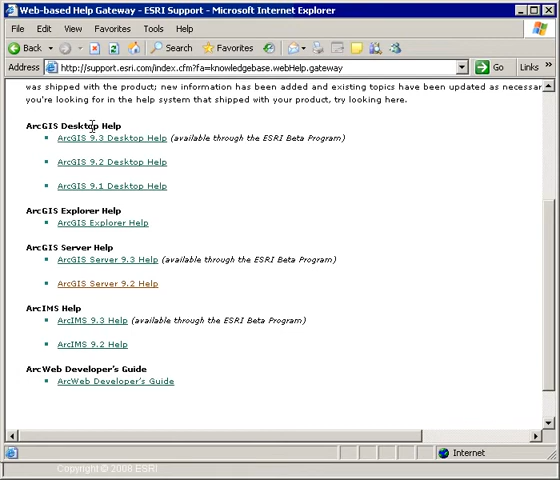 Web-based Help Gateway - ESRI Support - Microsoft Internet Explorer
File Edit View Favorites Tools Help
Back Search Favorites
Address http://support.esri.com/index.cfm?fa=knowledgebase.webHelp.gateway Go Links »
was shipped with the product; new information has been added and existing topics have been updated as necessar
you're looking for in the help system that shipped with your product, try looking here.
ArcGIS Desktop Help
ArcGIS 9.3 Desktop Help (available through the ESRI Beta Program)
ArcGIS 9.2 Desktop Help
ArcGIS 9.1 Desktop Help
ArcGIS Explorer Help
ArcGIS Explorer Help
ArcGIS Server Help
ArcGIS Server 9.3 Help (available through the ESRI Beta Program)
ArcGIS Server 9.2 Help
ArcIMS Help
ArcIMS 9.3 Help (available through the ESRI Beta Program)
ArcIMS 9.2 Help
ArcWeb Developer's Guide
ArcWeb Developer's Guide
Internet
Copyright © 2008 ESRI